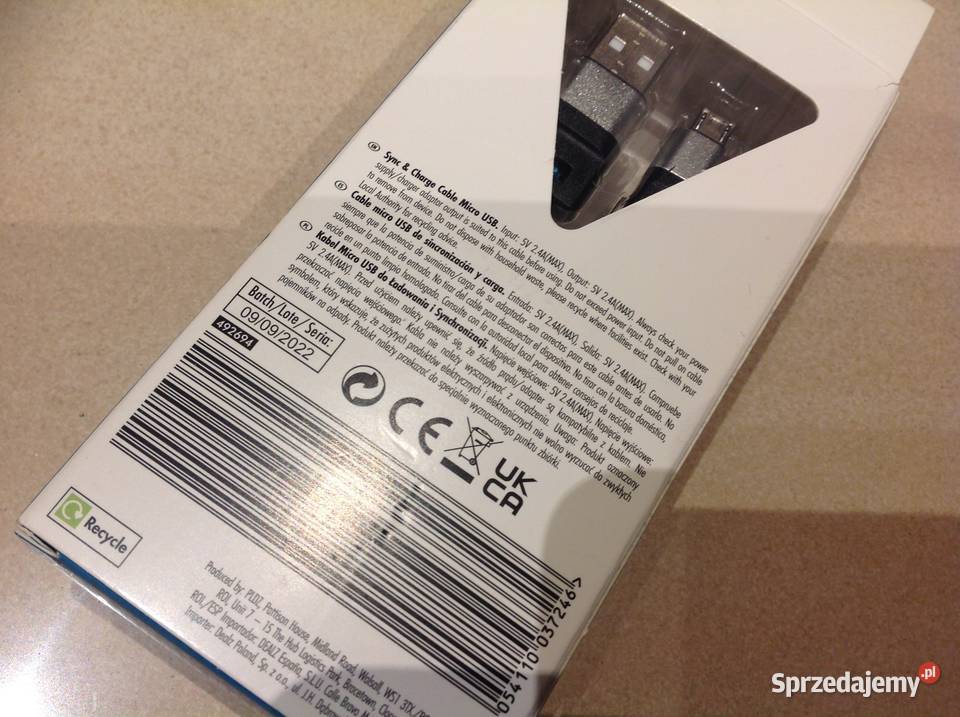 EN Sync & Charge Cable Micro USB. Input: 5V 2.4A(MAX), Output: 5V 2.4A(MAX). Always check your power
supply/charger adaptor output is suited to this cable before using. Do not exceed power input. Do not pull on cable
to remove from device. Do not dispose with household waste, please recycle where facilities exist. Check with your
Local Authority for recycling advice.
ES Cable micro USB de sincronización y carga. Entrada: 5V 2.4A(MAX), Salida: 5V 2.4A(MAX). Compruebe
siempre que la potencia de suministro/carga de su adaptador son correctos para este cable antes de usarlo. No
sobrepasar la potencia de entrada. No tirar del cable para desconectar el dispositivo. No tirar con la basura doméstica,
recicle en un punto limpio homologado. Consulte con la autoridad local para obtener consejos de reciclaje.
PL Kabel Micro USB do Ładowania i Synchronizacji. Napięcie wejściowe: 5V 2.4A(MAX), Napięcie wyjściowe:
5V 2.4A(MAX). Przed użyciem należy upewnić się, że źródło prądu/adapter są kompatybilne z kablem. Nie
przekraczać napięcia wejściowego. Kabla nie należy wyszarpywać z urządzenia. Uwaga: Produkt oznaczony
symbolem, który wskazuje, że zużytych produktów elektrycznych i elektronicznych nie wolno wyrzucać do zwykłych
pojemników na odpady. Produkt należy przekazać do specjalnie wyznaczonego punktu zbiórki.
Batch/Lote/Seria:
09/09/2022
492694
CE
UK
CA
054110 037246 >
Recycle
Produced by: PLDZ, Pattison House, Midland Road, Walsall, WS1 3TX/
ROI, Unit 7 – 15 The Hub Logistics Park, Bracetown, Clon
ROI/ESP Importador: DEALZ España, S.L.U. Calle Bravo M
Importer: Dealz Poland, Sp. z o.o., ul. J.H. Dąbrow
Sprzedajemy.pl